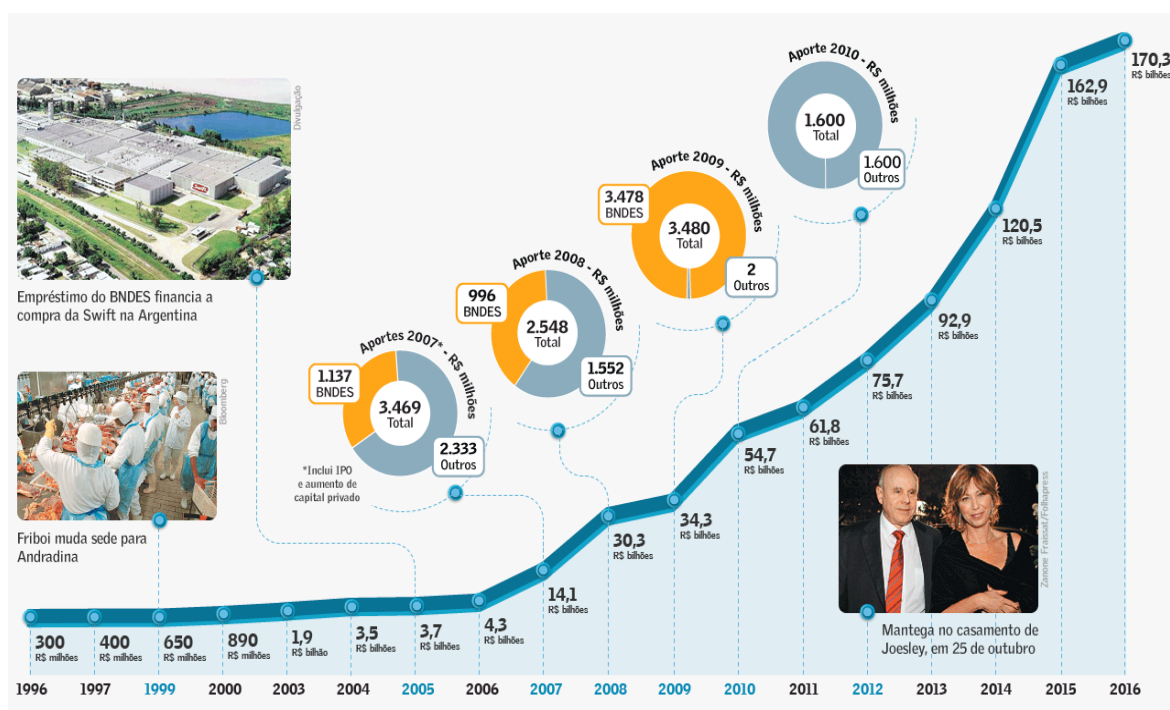 Divulgação
Empréstimo do BNDES financia a
compra da Swift na Argentina
Bloomberg
Friboi muda sede para
Andradina
Aportes 2007* - R$ milhões
1.137
BNDES
3.469
Total
2.333
Outros
*Inclui IPO
e aumento de
capital privado
Aporte 2008 - R$ milhões
996
BNDES
2.548
Total
1.552
Outros
Aporte 2009 - R$ milhões
3.478
BNDES
3.480
Total
2
Outros
Aporte 2010 - R$ milhões
1.600
Total
1.600
Outros
300
R$ milhões
400
R$ milhões
650
R$ milhões
890
R$ milhões
1,9
R$ bilhão
3,5
R$ bilhões
3,7
R$ bilhões
4,3
R$ bilhões
14,1
R$ bilhões
30,3
R$ bilhões
34,3
R$ bilhões
54,7
R$ bilhões
61,8
R$ bilhões
75,7
R$ bilhões
92,9
R$ bilhões
120,5
R$ bilhões
162,9
R$ bilhões
170,3
R$ bilhões
Zanone Fraissat/Folhapress
Mantega no casamento de
Joesley, em 25 de outubro
1996 1997 1999 2000 2003 2004 2005 2006 2007 2008 2009 2010 2011 2012 2013 2014 2015 2016